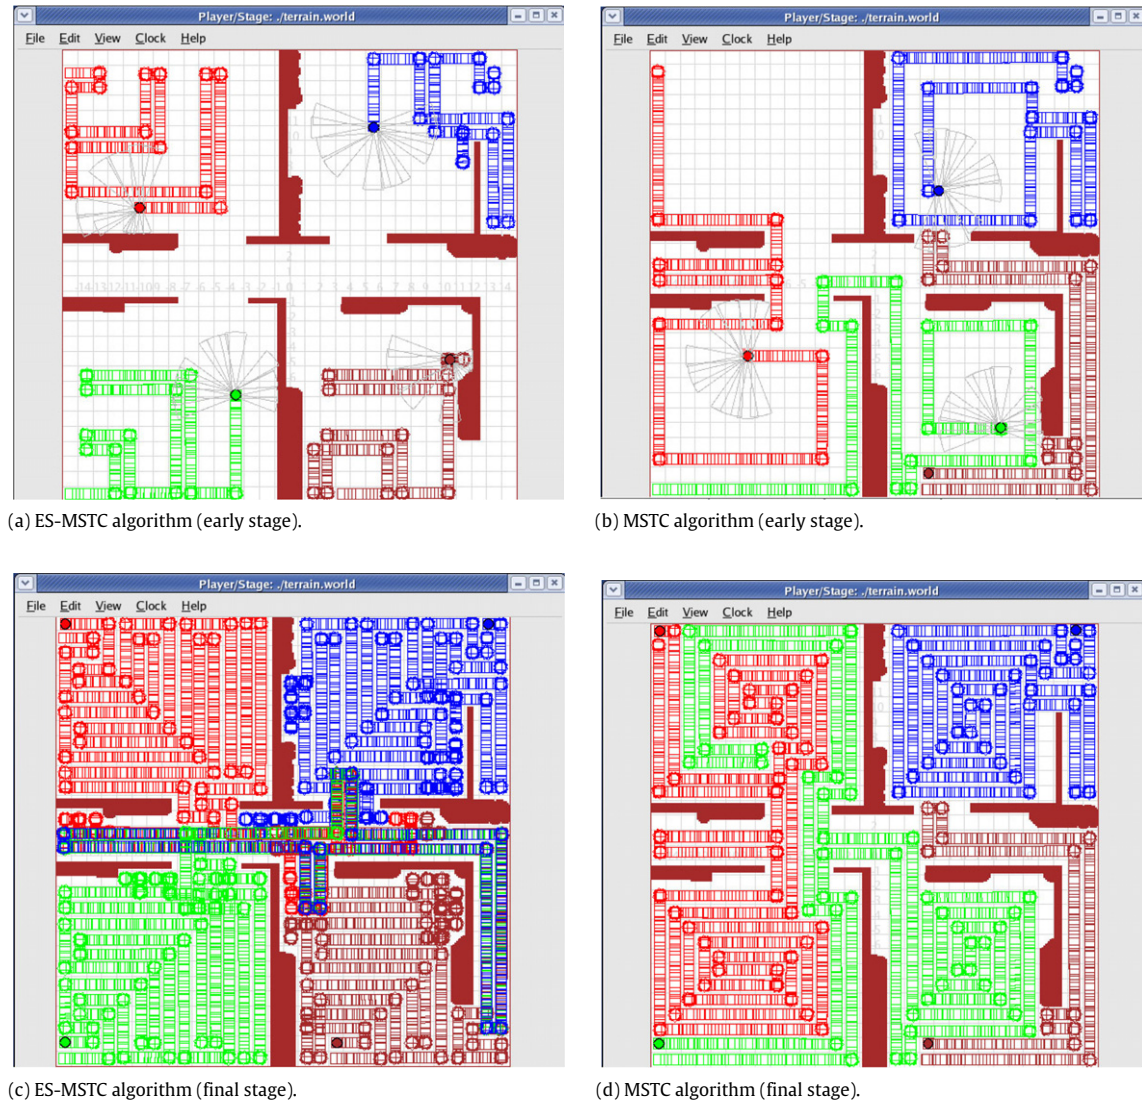 Player/Stage: ./terrain.world
File Edit View Clock Help
(a) ES-MSTC algorithm (early stage).
Player/Stage: ./terrain.world
File Edit View Clock Help
(b) MSTC algorithm (early stage).
Player/Stage: ./terrain.world
File Edit View Clock Help
(c) ES-MSTC algorithm (final stage).
Player/Stage: ./terrain.world
File Edit View Clock Help
(d) MSTC algorithm (final stage).